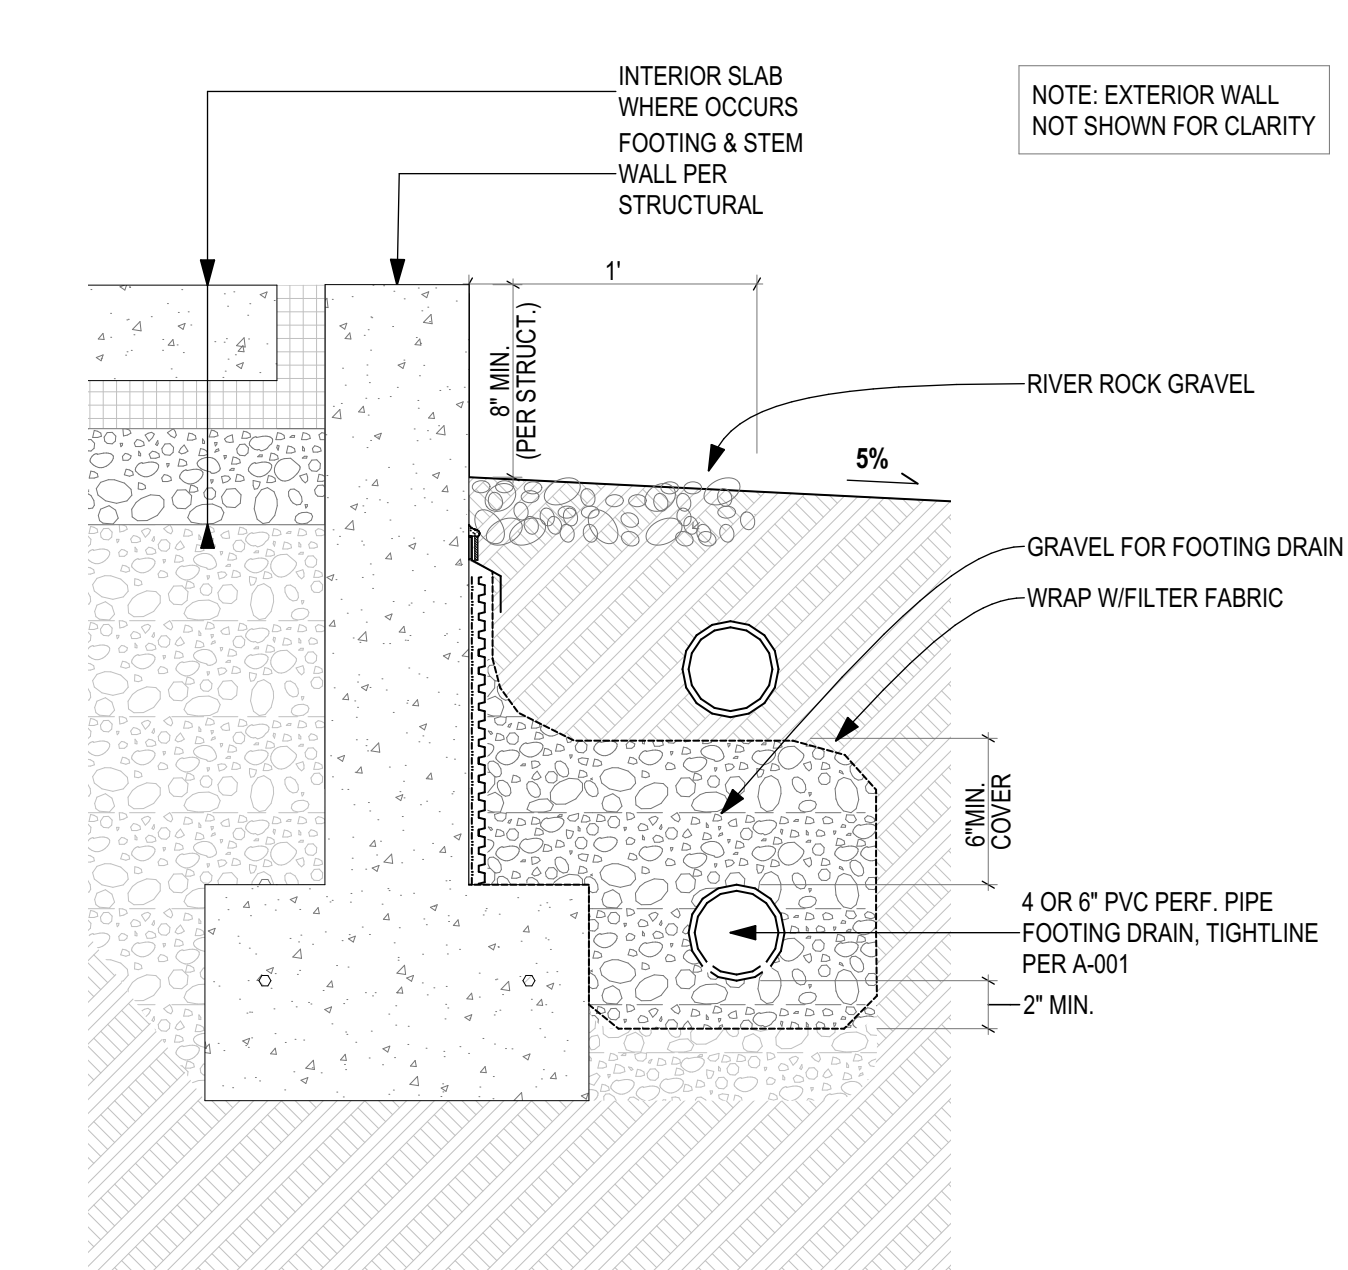 INTERIOR SLAB
WHERE OCCURS
FOOTING & STEM
WALL PER
STRUCTURAL
NOTE: EXTERIOR WALL
NOT SHOWN FOR CLARITY
1'
8" MIN.
(PER STRUCT.)
RIVER ROCK GRAVEL
5%
GRAVEL FOR FOOTING DRAIN
WRAP W/FILTER FABRIC
6"MIN.
COVER
4 OR 6" PVC PERF. PIPE
FOOTING DRAIN, TIGHTLINE
PER A-001
2" MIN.